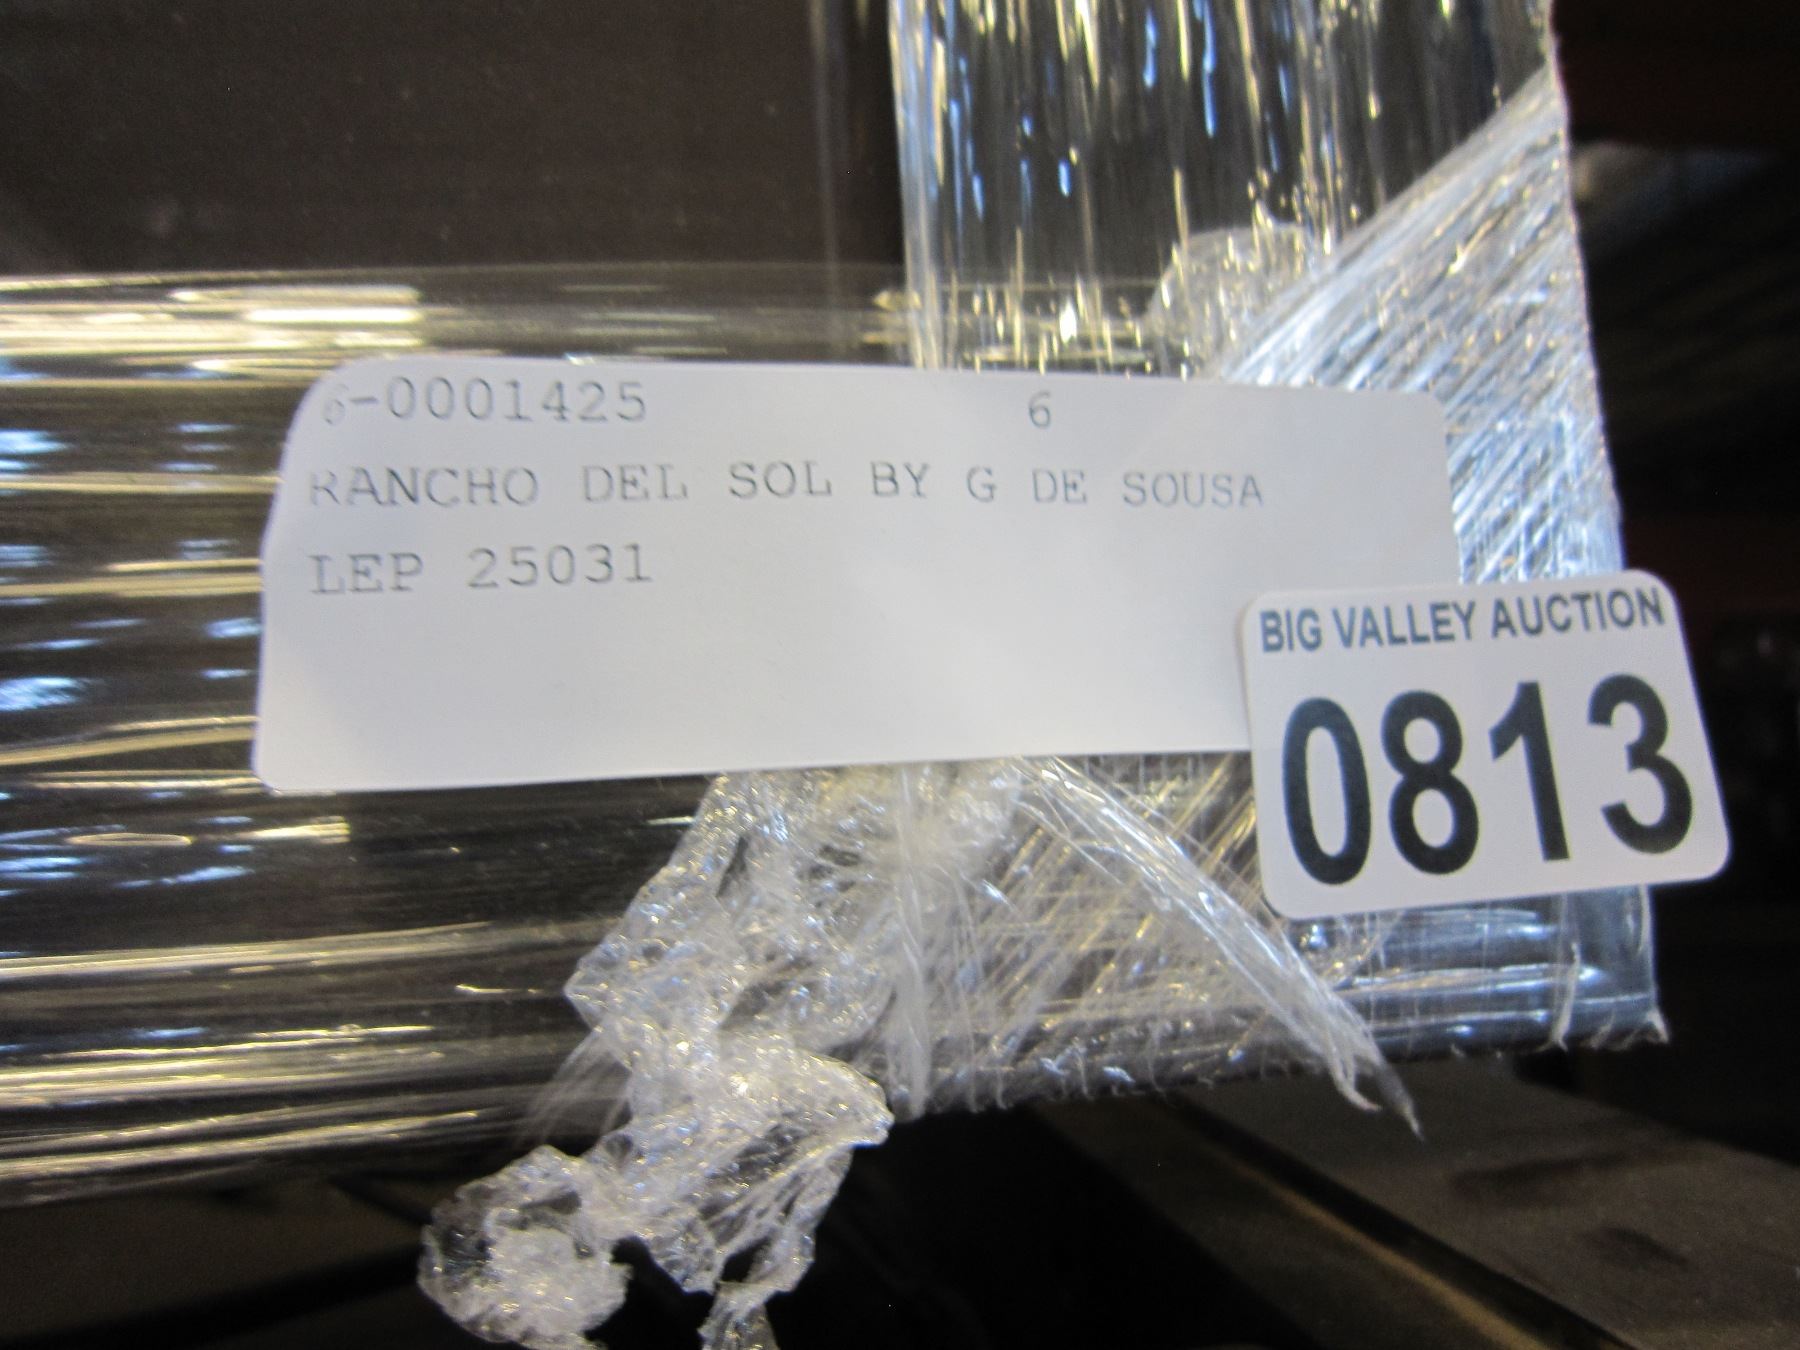 6-0001425 6
RANCHO DEL SOL BY G DE SOUSA
LEP 25031
BIG VALLEY AUCTION
0813